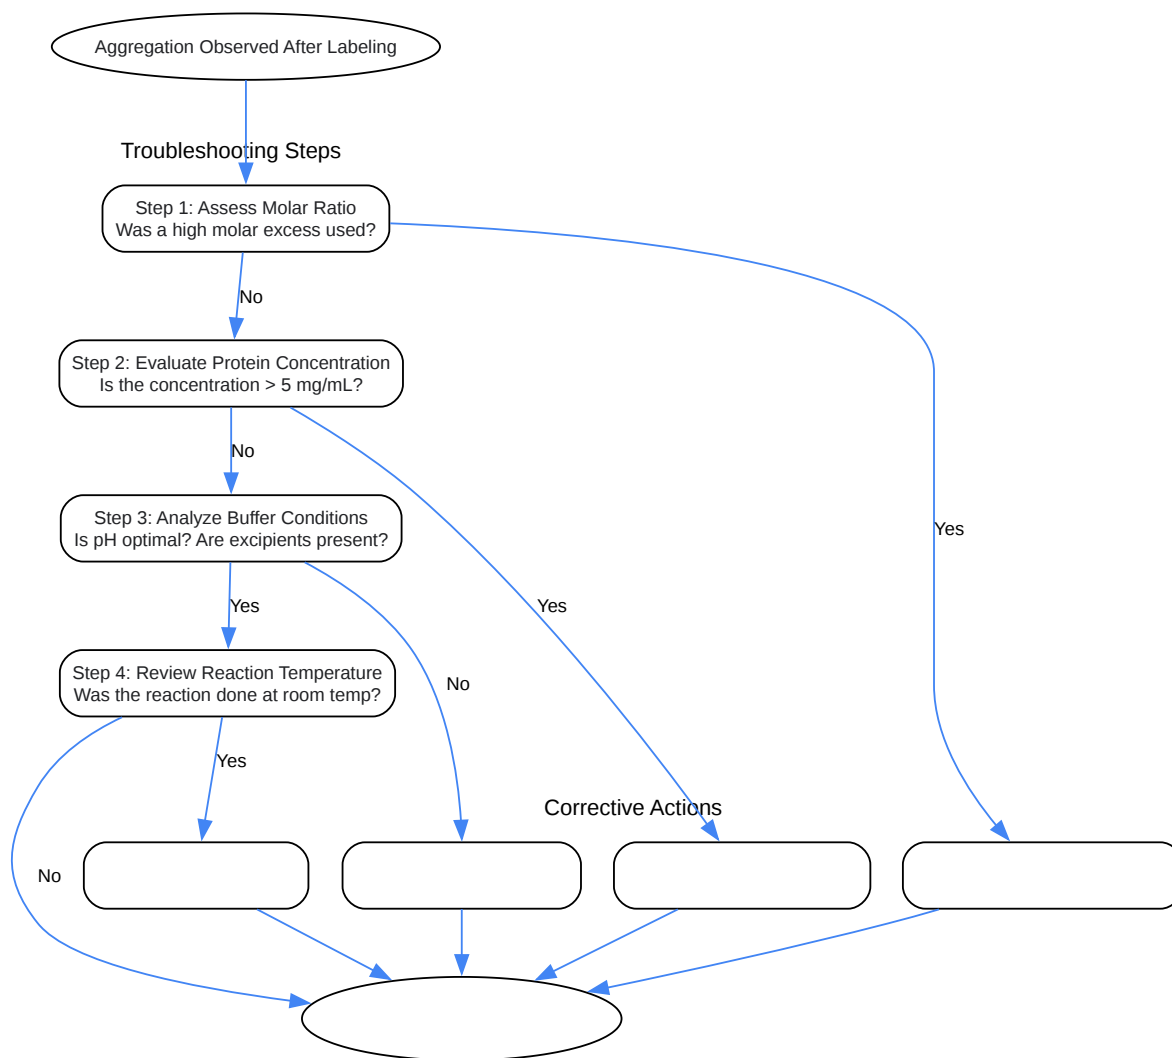 Aggregation Observed After Labeling
Troubleshooting Steps
Step 1: Assess Molar Ratio
Was a high molar excess used?
No
Step 2: Evaluate Protein Concentration
Is the concentration > 5 mg/mL?
No
Step 3: Analyze Buffer Conditions
Is pH optimal? Are excipients present?
Yes
Yes
Yes
Step 4: Review Reaction Temperature
Was the reaction done at room temp?
No
Yes
Corrective Actions
No